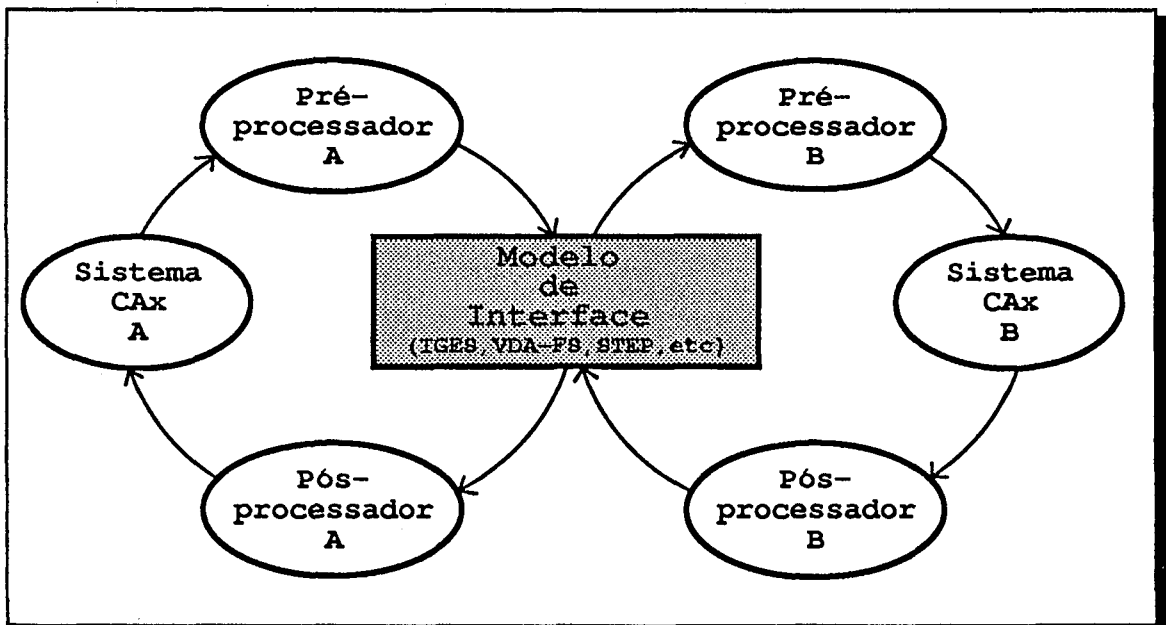 Pré-
processador
A
Pré-
processador
B
Sistema
CAx
A
Modelo
de
Interface
(IGES,VDA-FS,STEP,etc)
Sistema
CAx
B
Pós-
processador
A
Pós-
processador
B